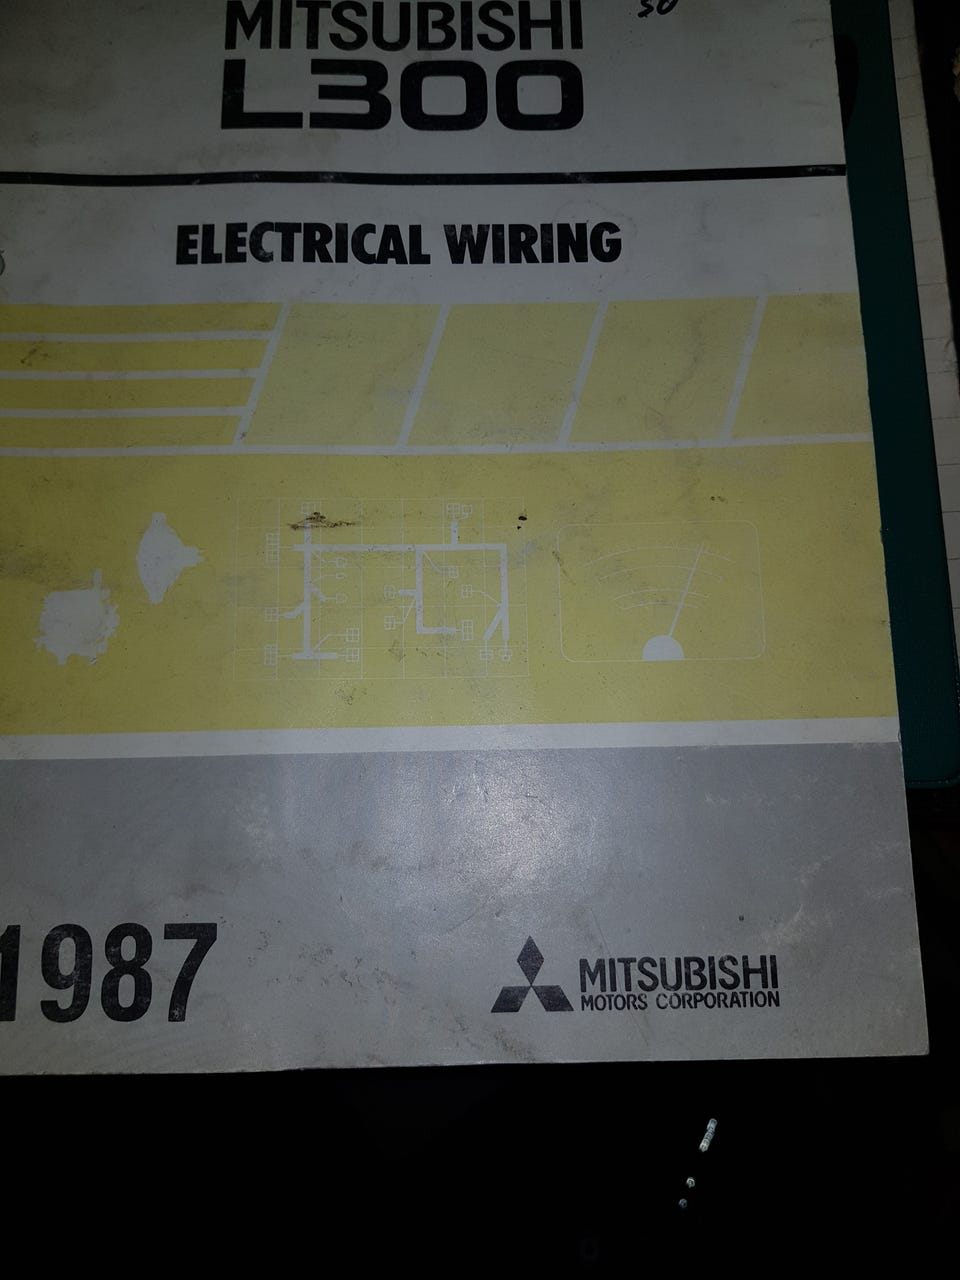 MITSUBISHI
L300
ELECTRICAL WIRING
1987
MITSUBISHI
MOTORS CORPORATION